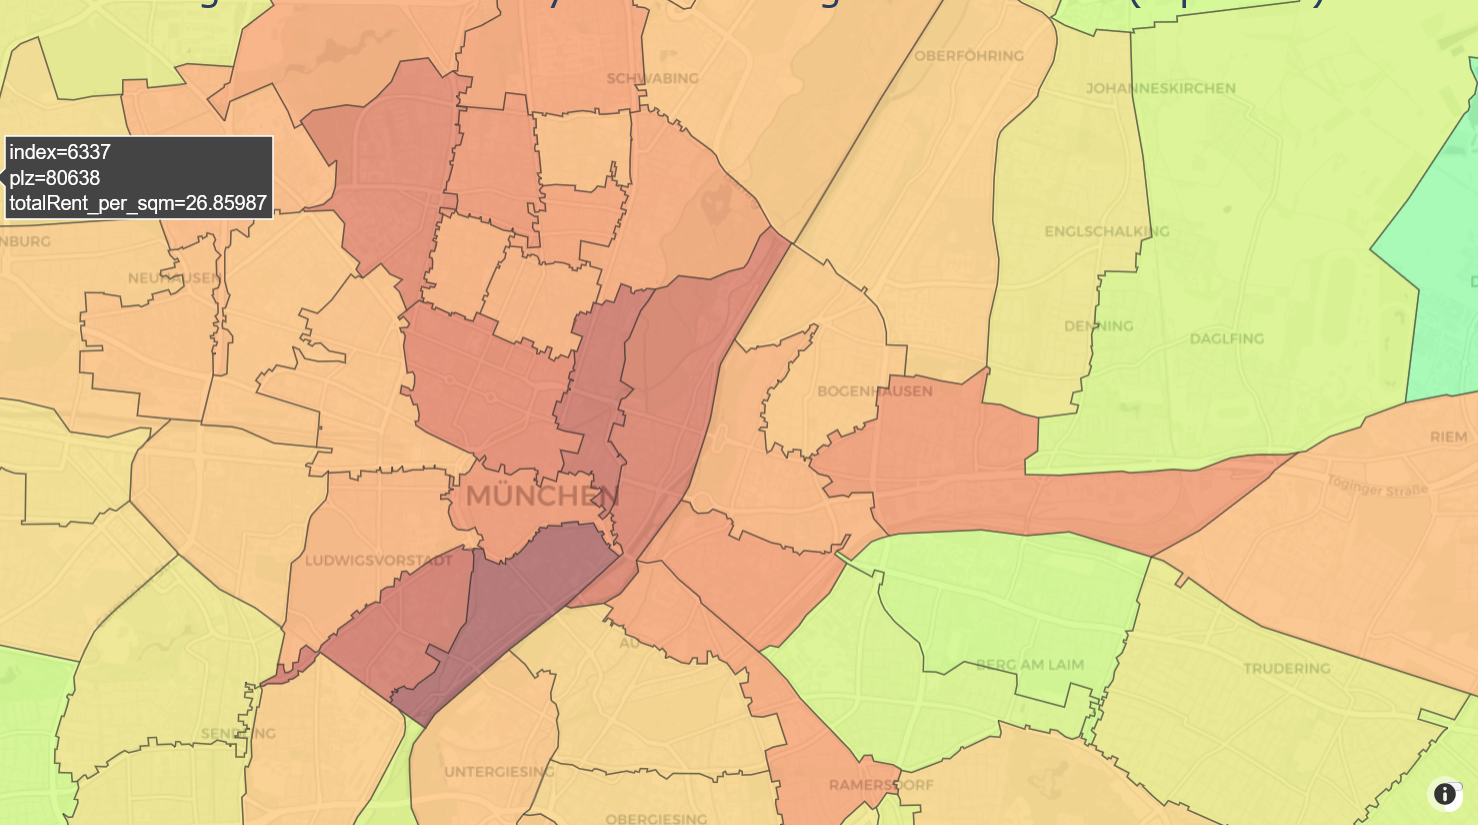 SCHWABING
OBERFÖHRING
JOHANNESKIRCHEN
index=6337
plz=80638
totalRent_per_sqm=26.85987
NBURG
ENGLSCHALKING
NEUHAUSEN
DENNING
DAGLFING
BOGENHAUSEN
RIEM
Töginger Straße
MÜNCHEN
LUDWIGSVORSTADT
AU
BERG AM LAIM
TRUDERING
SENDLING
UNTERGIESING
RAMERSDORF
OBERGIESING